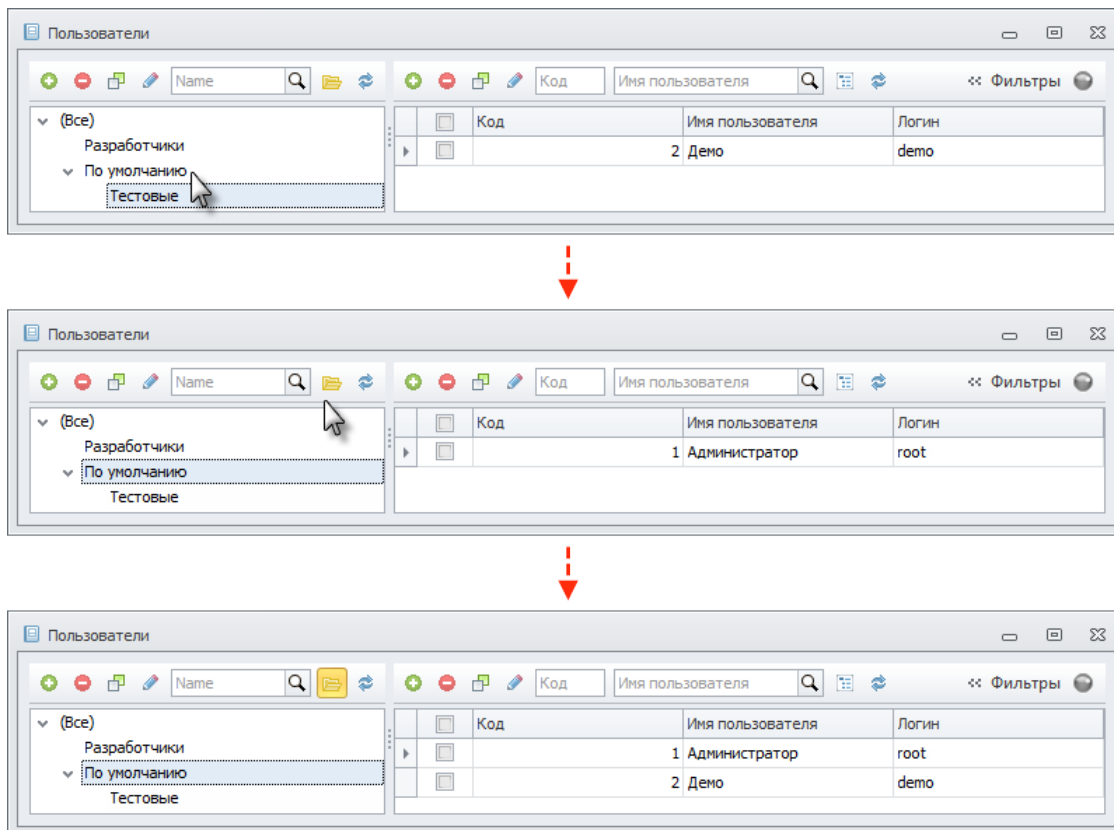 Пользователи
Name Код Имя пользователя Фильтры
(Все) Код Имя пользователя Логин
Разработчики 2 Демо demo
По умолчанию
Тестовые
Пользователи
Name Код Имя пользователя Фильтры
(Все) Код Имя пользователя Логин
Разработчики 1 Администратор root
По умолчанию
Тестовые
Пользователи
Name Код Имя пользователя Фильтры
(Все) Код Имя пользователя Логин
Разработчики 1 Администратор root
По умолчанию 2 Демо demo
Тестовые